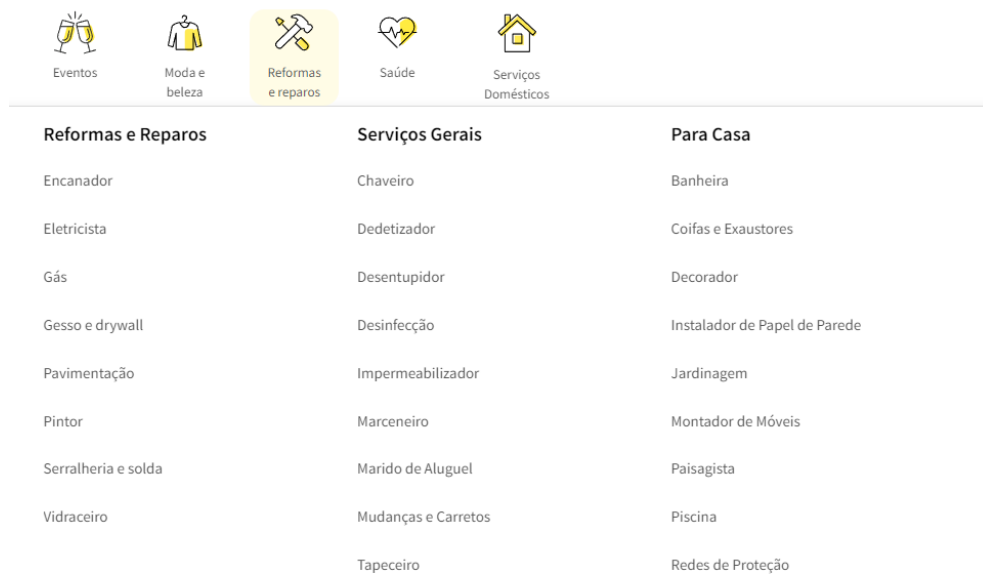 Eventos
Moda e
beleza
Reformas
e reparos
Saúde
Serviços
Domésticos
Reformas e Reparos
Encanador
Eletricista
Gás
Gesso e drywall
Pavimentação
Pintor
Serralheria e solda
Vidraceiro
Serviços Gerais
Chaveiro
Dedetizador
Desentupidor
Desinfecção
Impermeabilizador
Marceneiro
Marido de Aluguel
Mudanças e Carretos
Tapeceiro
Para Casa
Banheira
Coifas e Exaustores
Decorador
Instalador de Papel de Parede
Jardinagem
Montador de Móveis
Paisagista
Piscina
Redes de Proteção